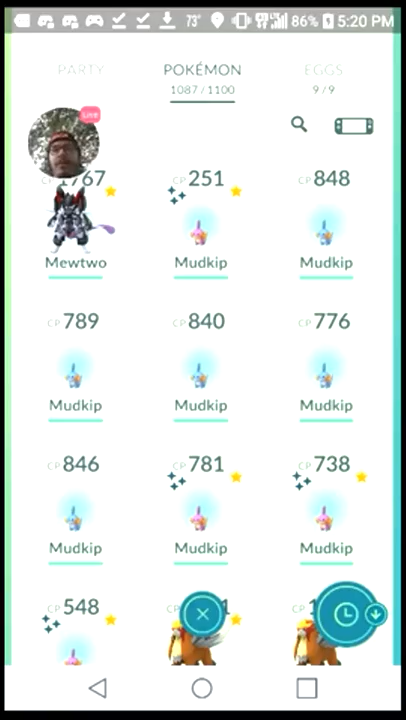 73° 86% 5:20 PM
PARTY POKÉMON EGGS
1087/1100 9/9
Live
CP 251 CP 848
Mewtwo Mudkip Mudkip
CP 789 CP 840 CP 776
Mudkip Mudkip Mudkip
CP 846 CP 781 CP 738
Mudkip Mudkip Mudkip
CP 548